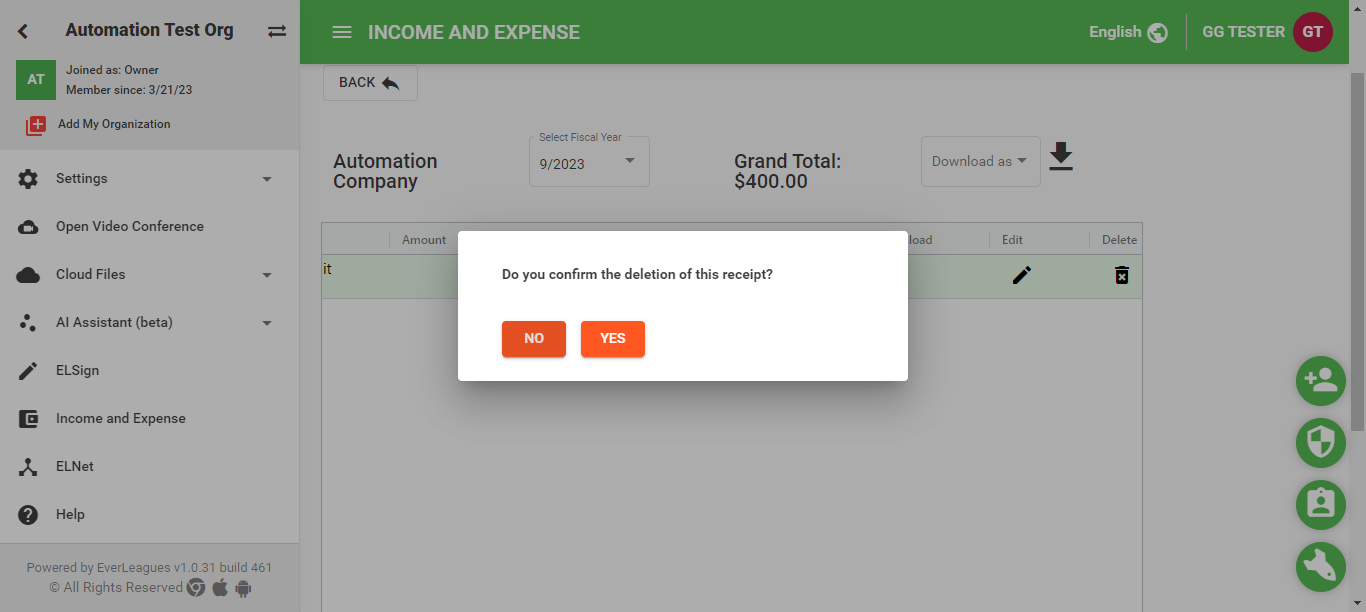 Automation Test Org
AT
Joined as: Owner
Member since: 3/21/23
Add My Organization
Settings
Open Video Conference
Cloud Files
AI Assistant (beta)
ELSign
Income and Expense
ELNet
Help
Powered by EverLeagues v1.0.31 build 461
© All Rights Reserved
INCOME AND EXPENSE
English
GG TESTER
GT
BACK
Automation
Company
Select Fiscal Year
9/2023
Grand Total:
$400.00
Download as
Amount
load
Edit
Delete
it
Do you confirm the deletion of this receipt?
NO
YES